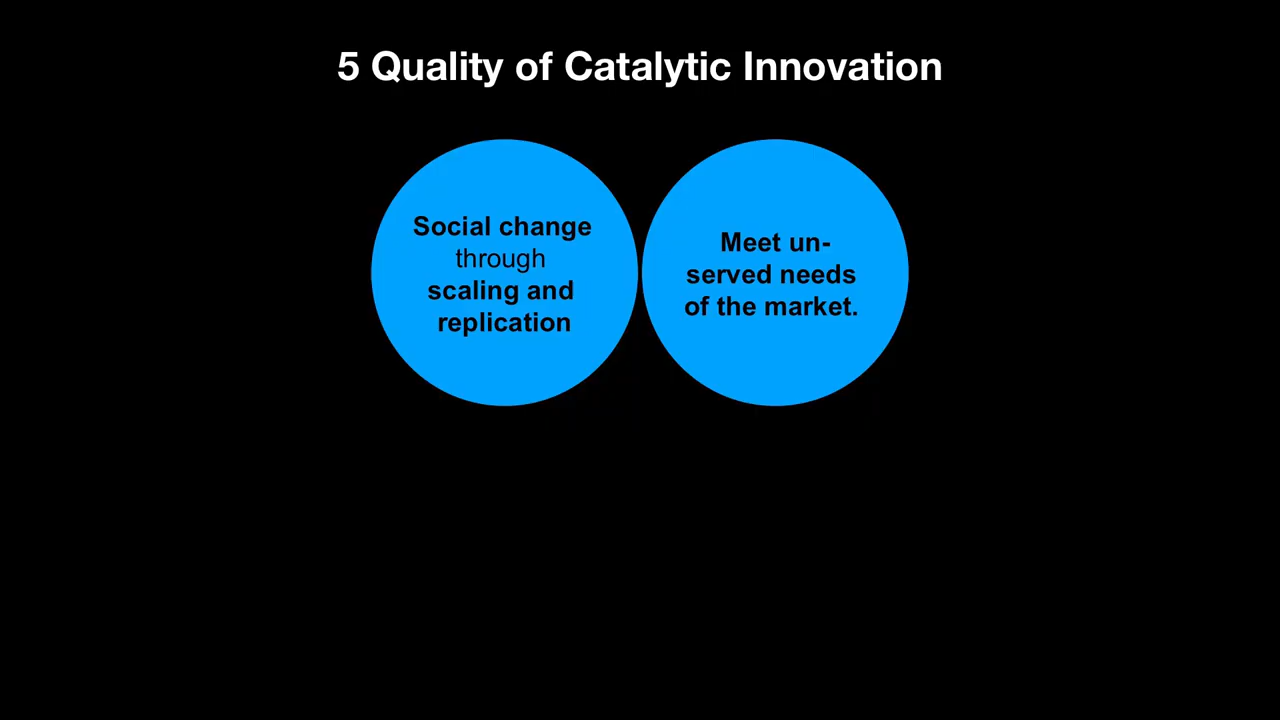 5 Quality of Catalytic Innovation
Social change
through
scaling and
replication
Meet un-
served needs
of the market.